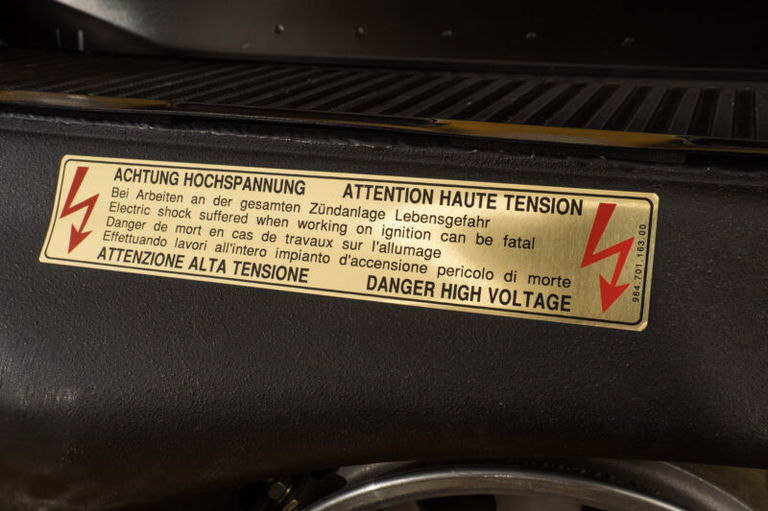 ACHTUNG HOCHSPANNUNG ATTENTION HAUTE TENSION
Bei Arbeiten an der gesamten Zündanlage Lebensgefahr
Electric shock suffered when working on ignition can be fatal
Danger de mort en cas de travaux sur l'allumage
Effettuando lavori all'intero impianto d'accensione pericolo di morte
ATTENZIONE ALTA TENSIONE DANGER HIGH VOLTAGE
964.701.163.00